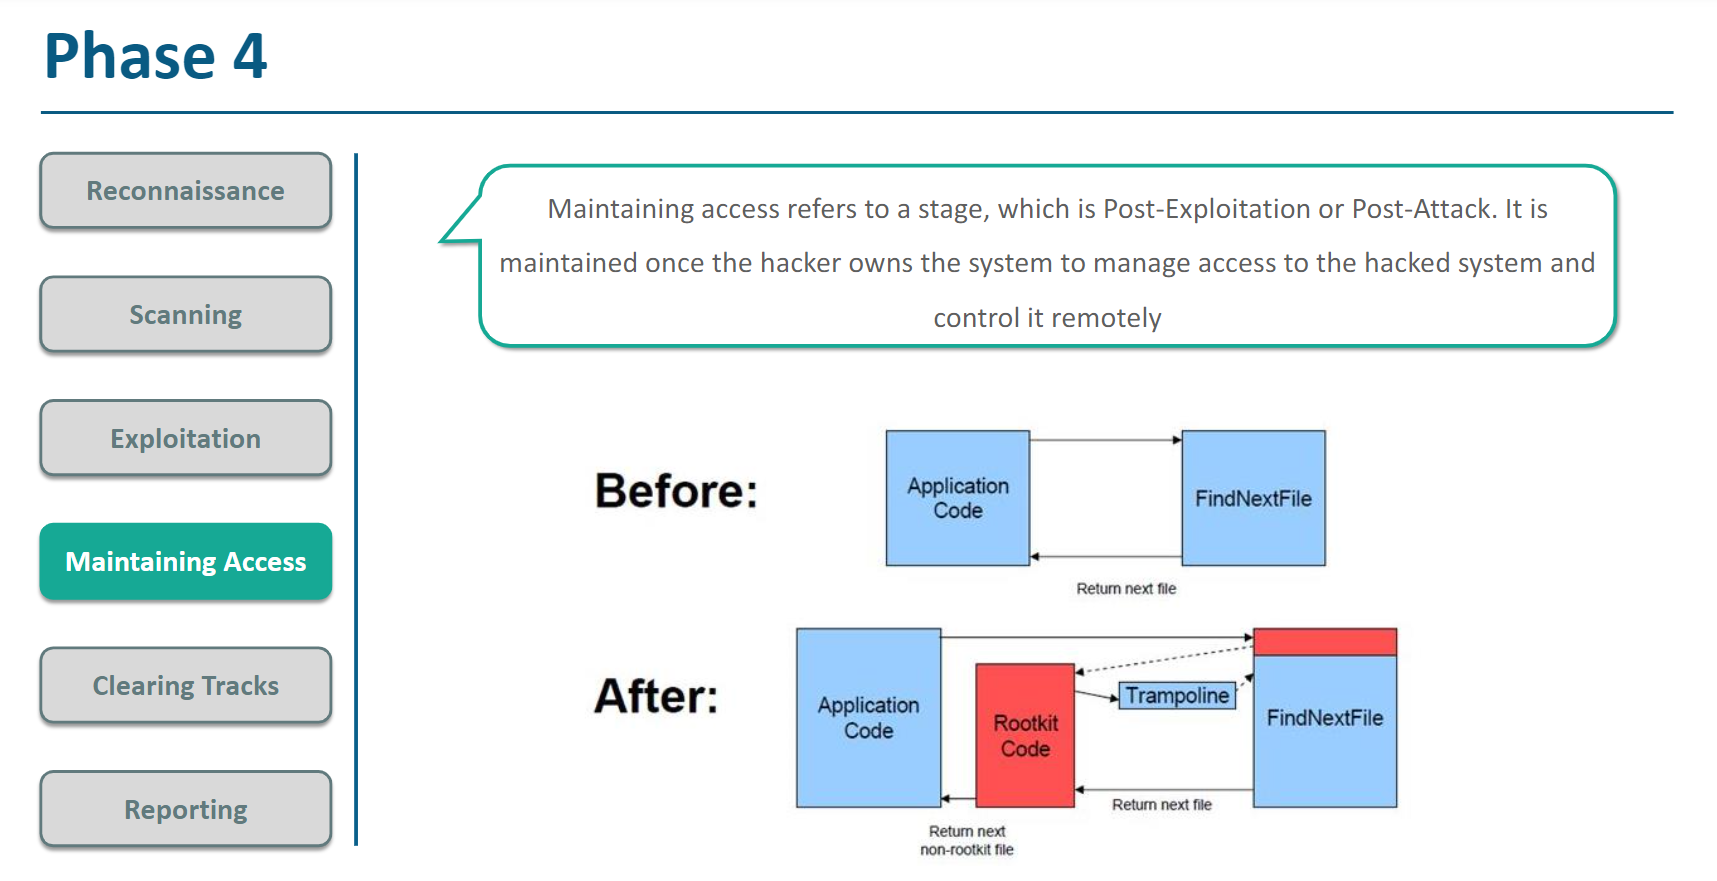 Phase 4
Reconnaissance
Scanning
Exploitation
Maintaining Access
Clearing Tracks
Reporting
Maintaining access refers to a stage, which is Post-Exploitation or Post-Attack. It is
maintained once the hacker owns the system to manage access to the hacked system and
control it remotely
Before:
Application
Code
FindNextFile
Return next file
After:
Application
Code
Rootkit
Code
Trampoline
FindNextFile
Return next file
Return next
non-rootkit file